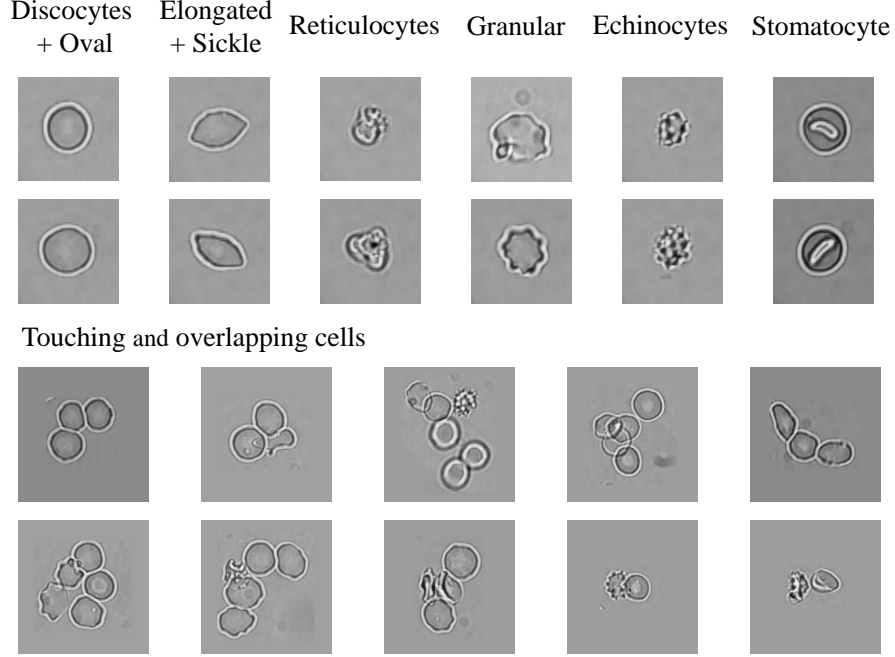 Discocytes + Oval
Elongated + Sickle
Reticulocytes
Granular
Echinocytes
Stomatocyte
Touching and overlapping cells